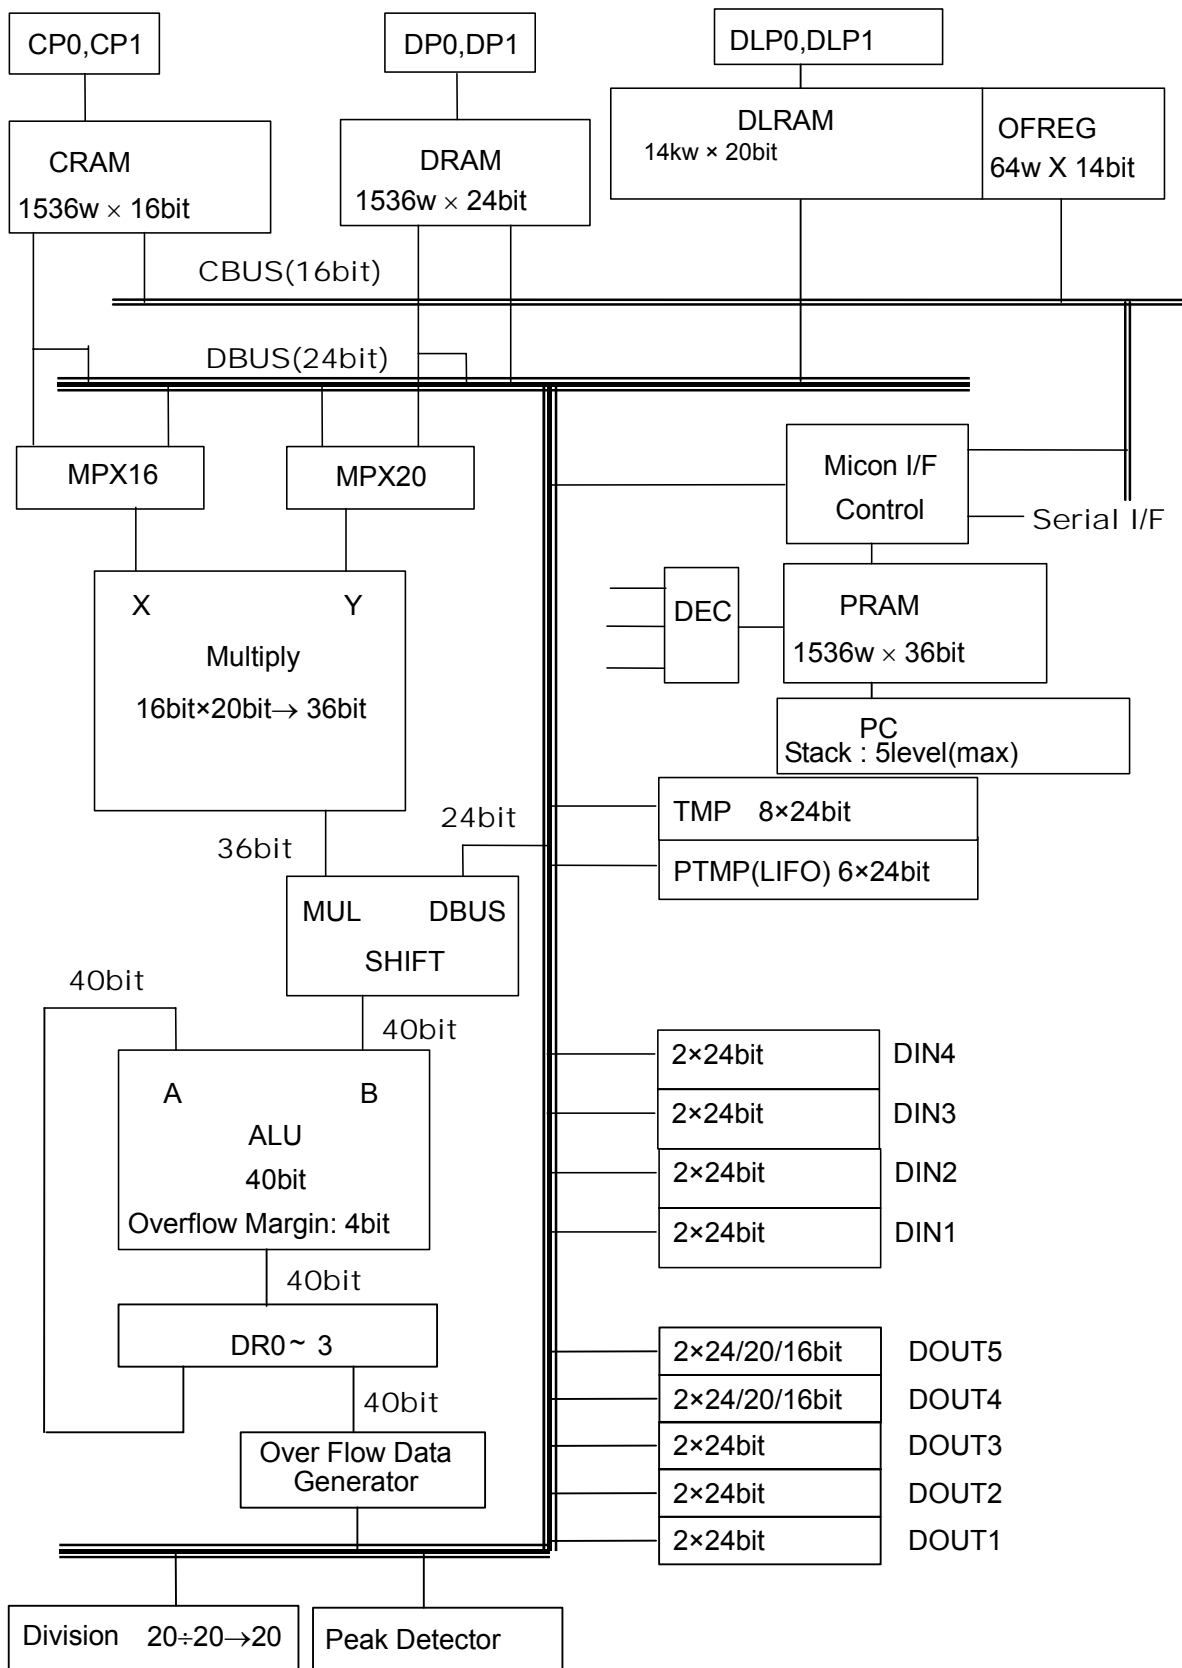 CP0,CP1
DP0,DP1
DLP0,DLP1
CRAM
1536w × 16bit
DRAM
1536w × 24bit
DLRAM
14kw × 20bit
OFREG
64w X 14bit
CBUS(16bit)
DBUS(24bit)
MPX16
MPX20
Micon I/F
Control
Serial I/F
X
Y
Multiply
16bit×20bit→ 36bit
DEC
PRAM
1536w × 36bit
PC
Stack : 5level(max)
TMP 8×24bit
PTMP(LIFO) 6×24bit
36bit
24bit
MUL
DBUS
SHIFT
40bit
40bit
A
B
ALU
40bit
Overflow Margin: 4bit
40bit
DR0~ 3
40bit
Over Flow Data
Generator
2×24bit DIN4
2×24bit DIN3
2×24bit DIN2
2×24bit DIN1
2×24/20/16bit DOUT5
2×24/20/16bit DOUT4
2×24bit DOUT3
2×24bit DOUT2
2×24bit DOUT1
Division 20÷20→20
Peak Detector